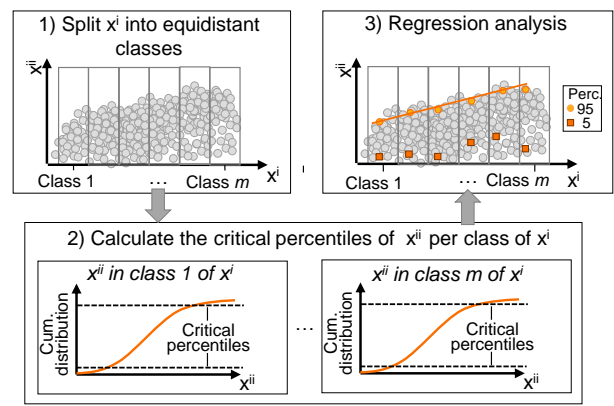 1) Split xⁱ into equidistant
classes
xⁱⁱ
Class 1 ... Class m
xⁱ
3) Regression analysis
xⁱⁱ
Perc.
95
5
Class 1 ... Class m
xⁱ
2) Calculate the critical percentiles of xⁱⁱ per class of xⁱ
xⁱⁱ in class 1 of xⁱ
Cum.
distribution
Critical
percentiles
xⁱⁱ
...
xⁱⁱ in class m of xⁱ
Cum.
distribution
Critical
percentiles
xⁱⁱ